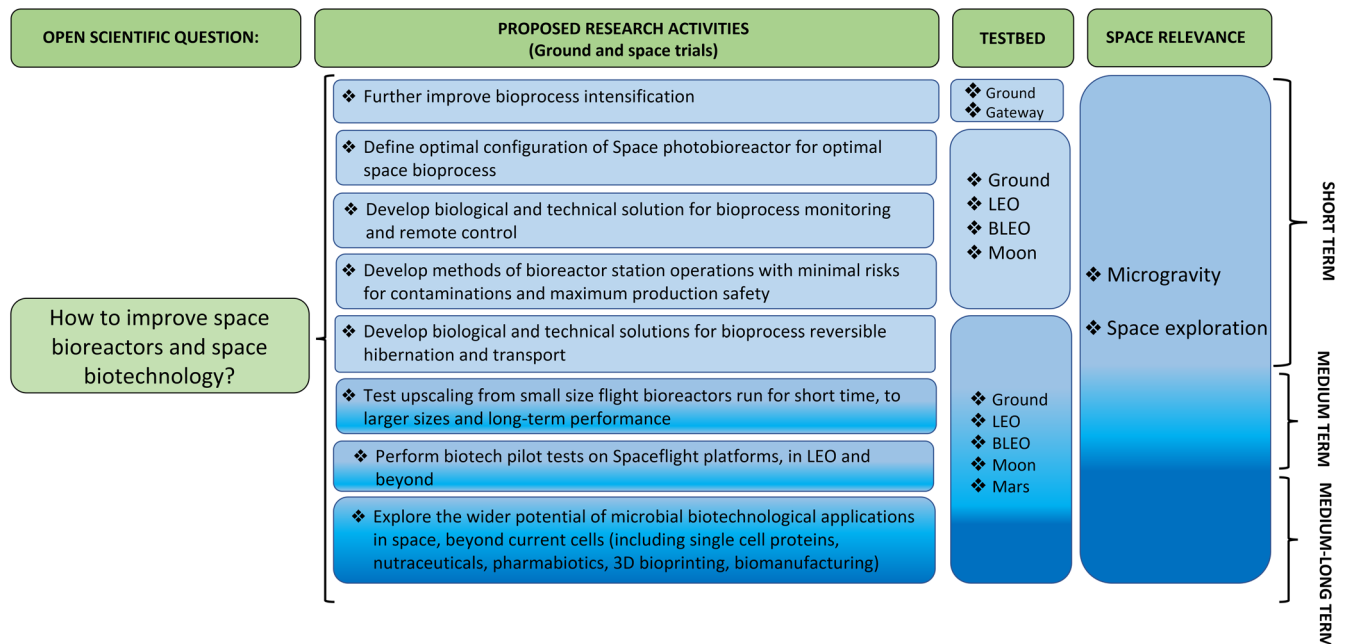 OPEN SCIENTIFIC QUESTION:
PROPOSED RESEARCH ACTIVITIES
(Ground and space trials)
TESTBED
SPACE RELEVANCE
How to improve space
bioreactors and space
biotechnology?
❖ Further improve bioprocess intensification
❖ Define optimal configuration of Space photobioreactor for optimal
space bioprocess
❖ Develop biological and technical solution for bioprocess monitoring
and remote control
❖ Develop methods of bioreactor station operations with minimal risks
for contaminations and maximum production safety
❖ Develop biological and technical solutions for bioprocess reversible
hibernation and transport
❖ Test upscaling from small size flight bioreactors run for short time, to
larger sizes and long-term performance
❖ Perform biotech pilot tests on Spaceflight platforms, in LEO and
beyond
❖ Explore the wider potential of microbial biotechnological applications
in space, beyond current cells (including single cell proteins,
nutraceuticals, pharmabiotics, 3D bioprinting, biomanufacturing)
❖ Ground
❖ Gateway
❖ Ground
❖ LEO
❖ BLEO
❖ Moon
❖ Ground
❖ LEO
❖ BLEO
❖ Moon
❖ Mars
❖ Microgravity
❖ Space exploration
SHORT TERM
MEDIUM TERM
MEDIUM-LONG TERM